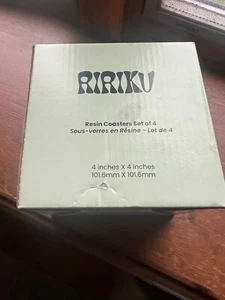 RIRIKU
Resin Coasters Set of 4
Sous-verres en Résine - Lot de 4
4 inches X 4 inches
101.6mm X 101.6mm